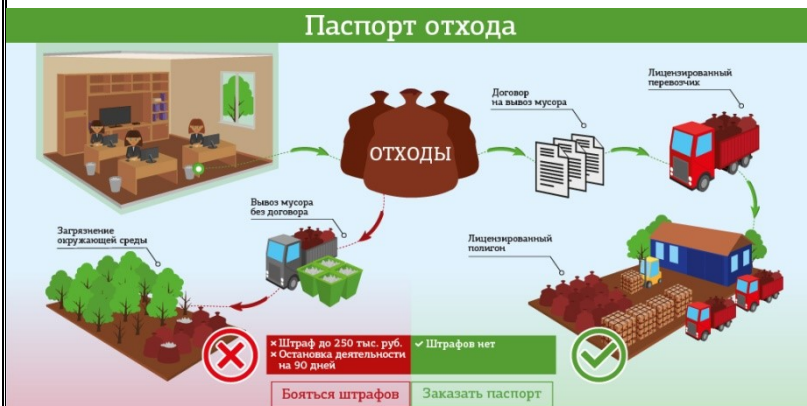 Паспорт отхода
Лицензированный
перевозчик
Договор
на вывоз мусора
ОТХОДЫ
Вывоз мусора
без договора
Загрязнение
окружающей среды
Лицензированный
полигон
× Штраф до 250 тыс. руб.
× Остановка деятельности
на 90 дней
✓ Штрафов нет
Бояться штрафов
Заказать паспорт